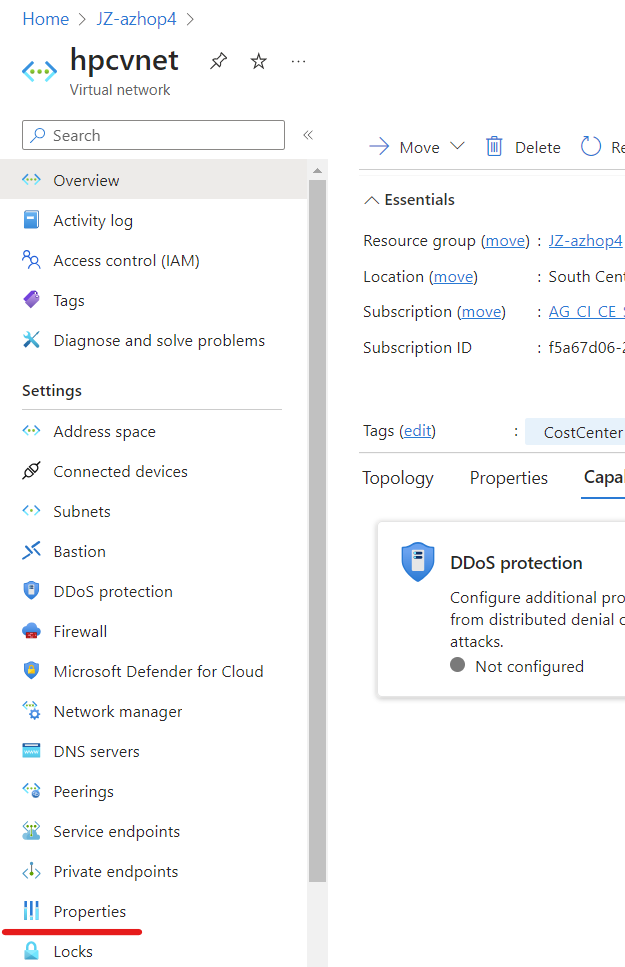 Home > JZ-azhop4 >
hpcvnet
Virtual network
Search
«
Overview
Activity log
Access control (IAM)
Tags
Diagnose and solve problems
Settings
Address space
Connected devices
Subnets
Bastion
DDoS protection
Firewall
Microsoft Defender for Cloud
Network manager
DNS servers
Peerings
Service endpoints
Private endpoints
Properties
Locks
Move Delete Re
Essentials
Resource group (move) : JZ-azhop4
Location (move) : South Cent
Subscription (move) : AG_CI_CE_S
Subscription ID : f5a67d06-2
Tags (edit) : CostCenter
Topology Properties Capal
DDoS protection
Configure additional pro
from distributed denial o
attacks.
Not configured